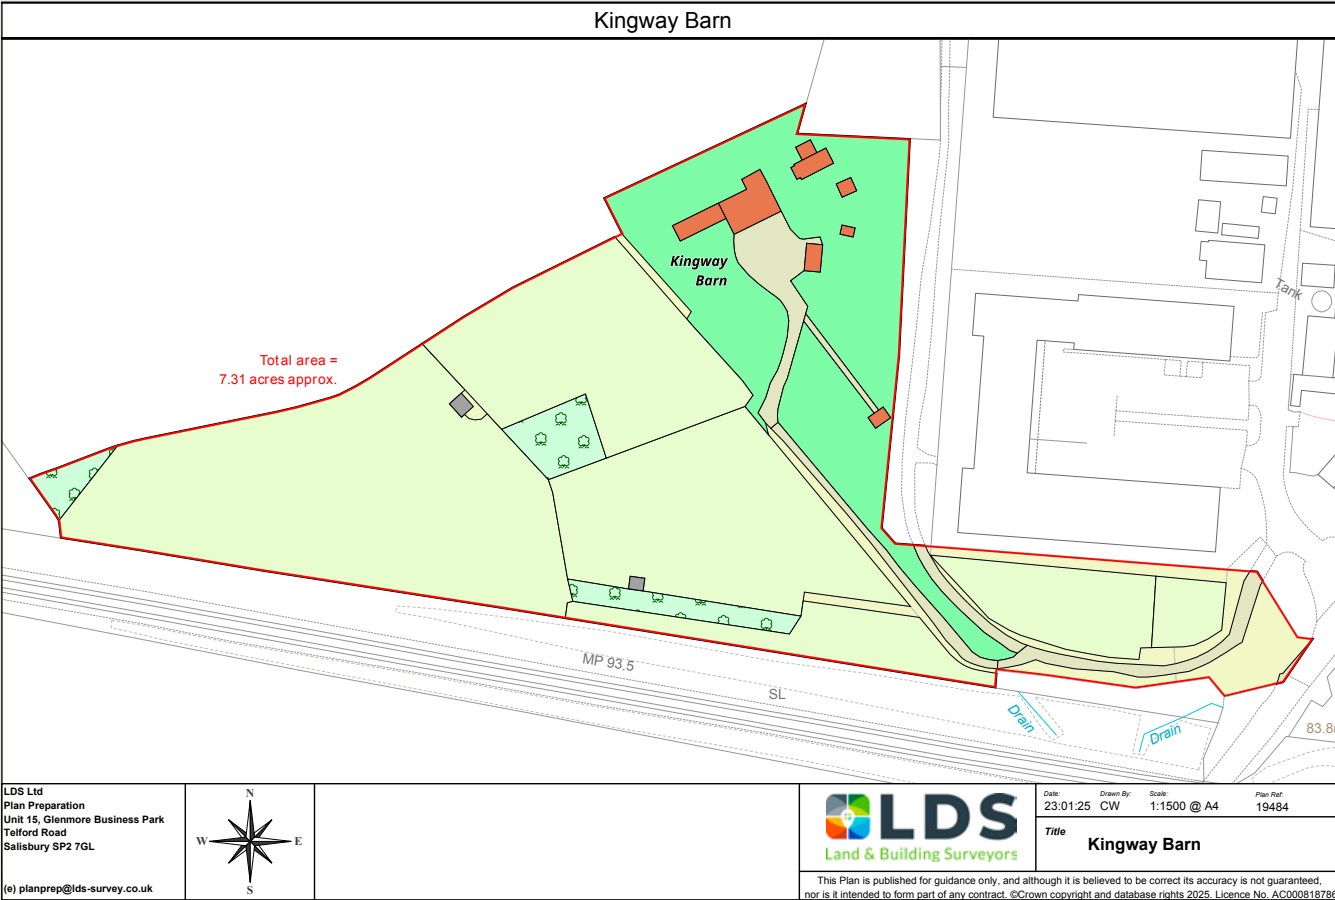 Kingway Barn
Kingway
Barn
Total area =
7.31 acres approx.
Tank
MP 93.5
SL
Drain
Drain
LDS Ltd
Plan Preparation
Unit 15, Glenmore Business Park
Telford Road
Salisbury SP2 7GL
(e) planprep@lds-survey.co.uk
N
W E
S
LDS
Land & Building Surveyors
Date: Drawn By: Scale: Plan Ref:
23:01:25 CW 1:1500 @ A4 19484
Title
Kingway Barn
This Plan is published for guidance only, and although it is believed to be correct its accuracy is not guaranteed,
nor is it intended to form part of any contract. ©Crown copyright and database rights 2025. Licence No. AC000818786